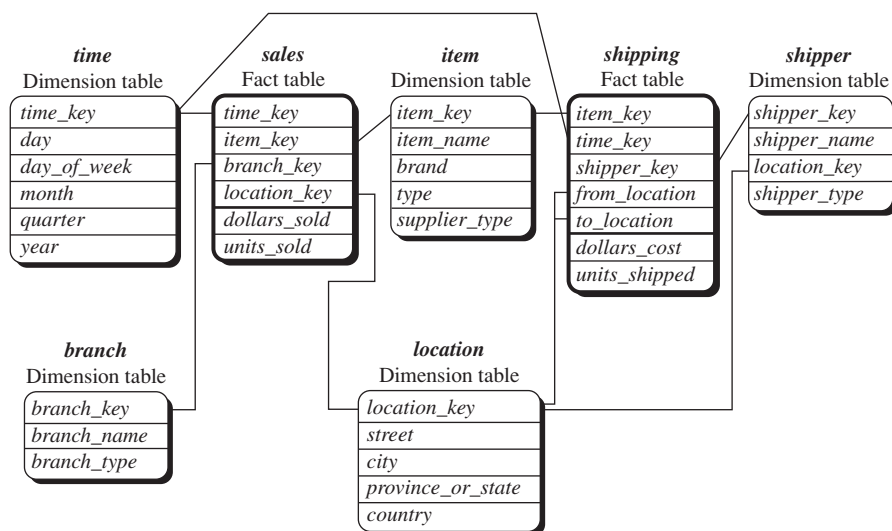 time
Dimension table
time_key
day
day_of_week
month
quarter
year
sales
Fact table
time_key
item_key
branch_key
location_key
dollars_sold
units_sold
item
Dimension table
item_key
item_name
brand
type
supplier_type
shipping
Fact table
item_key
time_key
shipper_key
from_location
to_location
dollars_cost
units_shipped
shipper
Dimension table
shipper_key
shipper_name
location_key
shipper_type
branch
Dimension table
branch_key
branch_name
branch_type
location
Dimension table
location_key
street
city
province_or_state
country